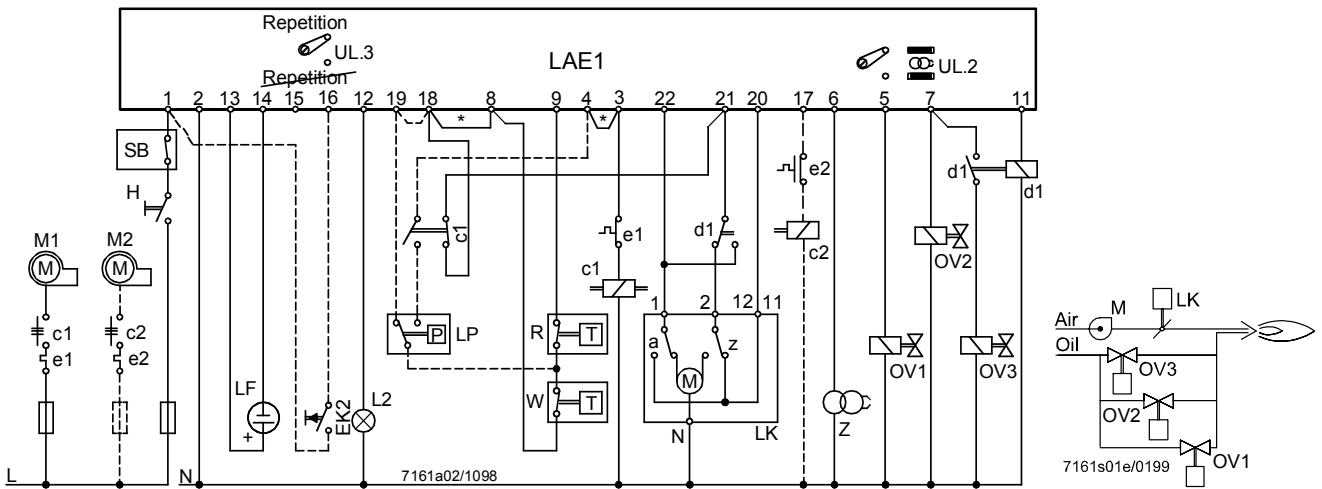 Repetition
UL.3
LAE1
UL.2
Repetition
1 2 13 14 15 16 12 19 18 8 9 4 3 22 21 20 17 6 5 7 11
* *
SB
H
e2
d1 d1
c1
e1
d1
M1 M2
M M
c1
c2
OV2
1 2 12 11
LK
M
Air
Oil
c1 c2
e1 e2
P LP
R T
a z
M
OV1 OV3
OV3
LF
+
EK2
L2
W T
N LK
Z
OV2
OV1
L
N
7161a02/1098
7161s01e/0199